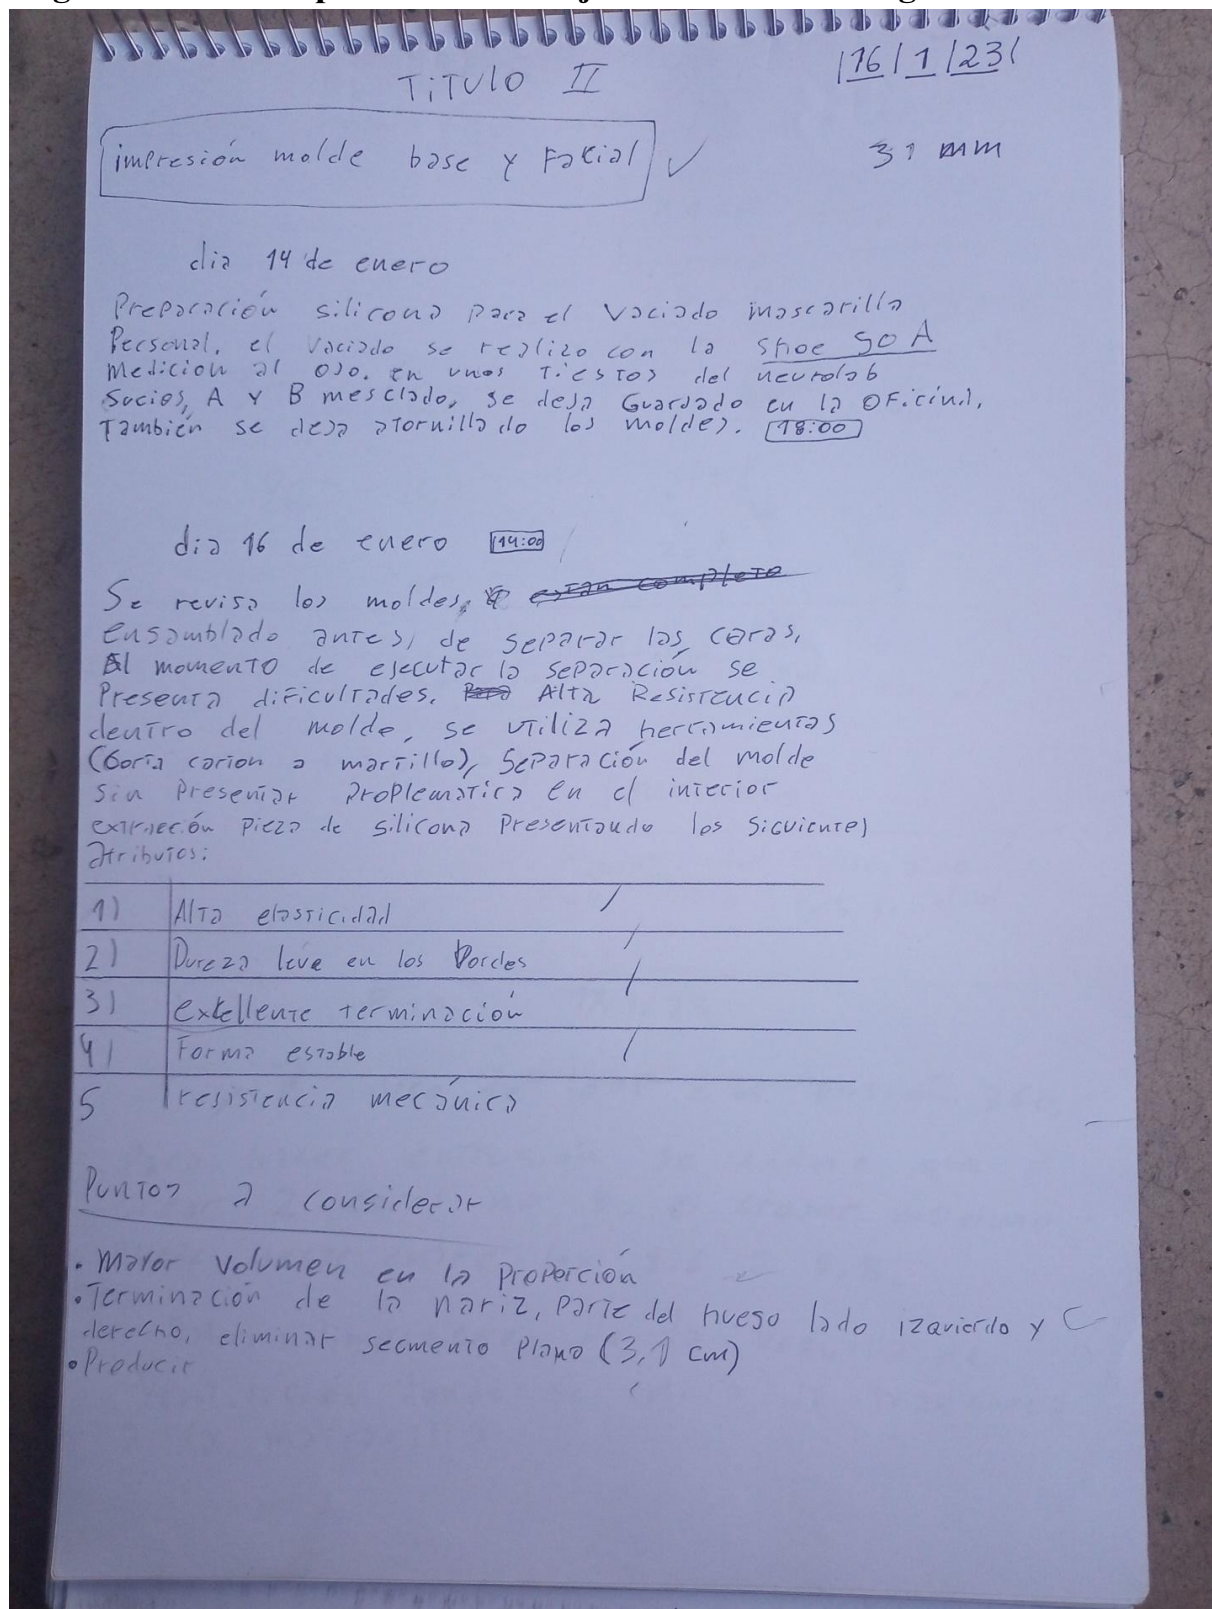 TiTUlO II
|16|1|23|
impresión molde base y Facial
31 mm
dia 14 de enero
Preparación silicona para el Vaciado mascarilla
Personal, el Vaciado se realizo con la Shoe 50 A
Medicion al ojo. en unos Tiestos del neurolab
Sucios, A y B mesclado, se deja Guardado en la OFicina.
También se deja atornillado los moldes. 18:00
dia 16 de enero 14:00
Se revisa los moldes, estan completo
ensamblado antes, de separar las caras,
Al momento de ejecutar la separación se
Presenta dificultades. Alta Resistencia
dentro del molde, se utiliza herramientas
(Corta carton a martillo), Separación del molde
Sin Presentar Proplematica en el interior
extracción pieza de silicona Presentando los Siguientes
Atributos:
1) Alta elasticidad
2) Dureza leve en los Bordes
3) excellente terminación
4) Forma estable
5 resistencia mecánica
Puntos a considerar
• Mayor Volumen en la Proporción
• Terminación de la nariz, parte del hueso lado izquierdo y
derecho, eliminar segmento Plano (3,1 cm)
• Producir